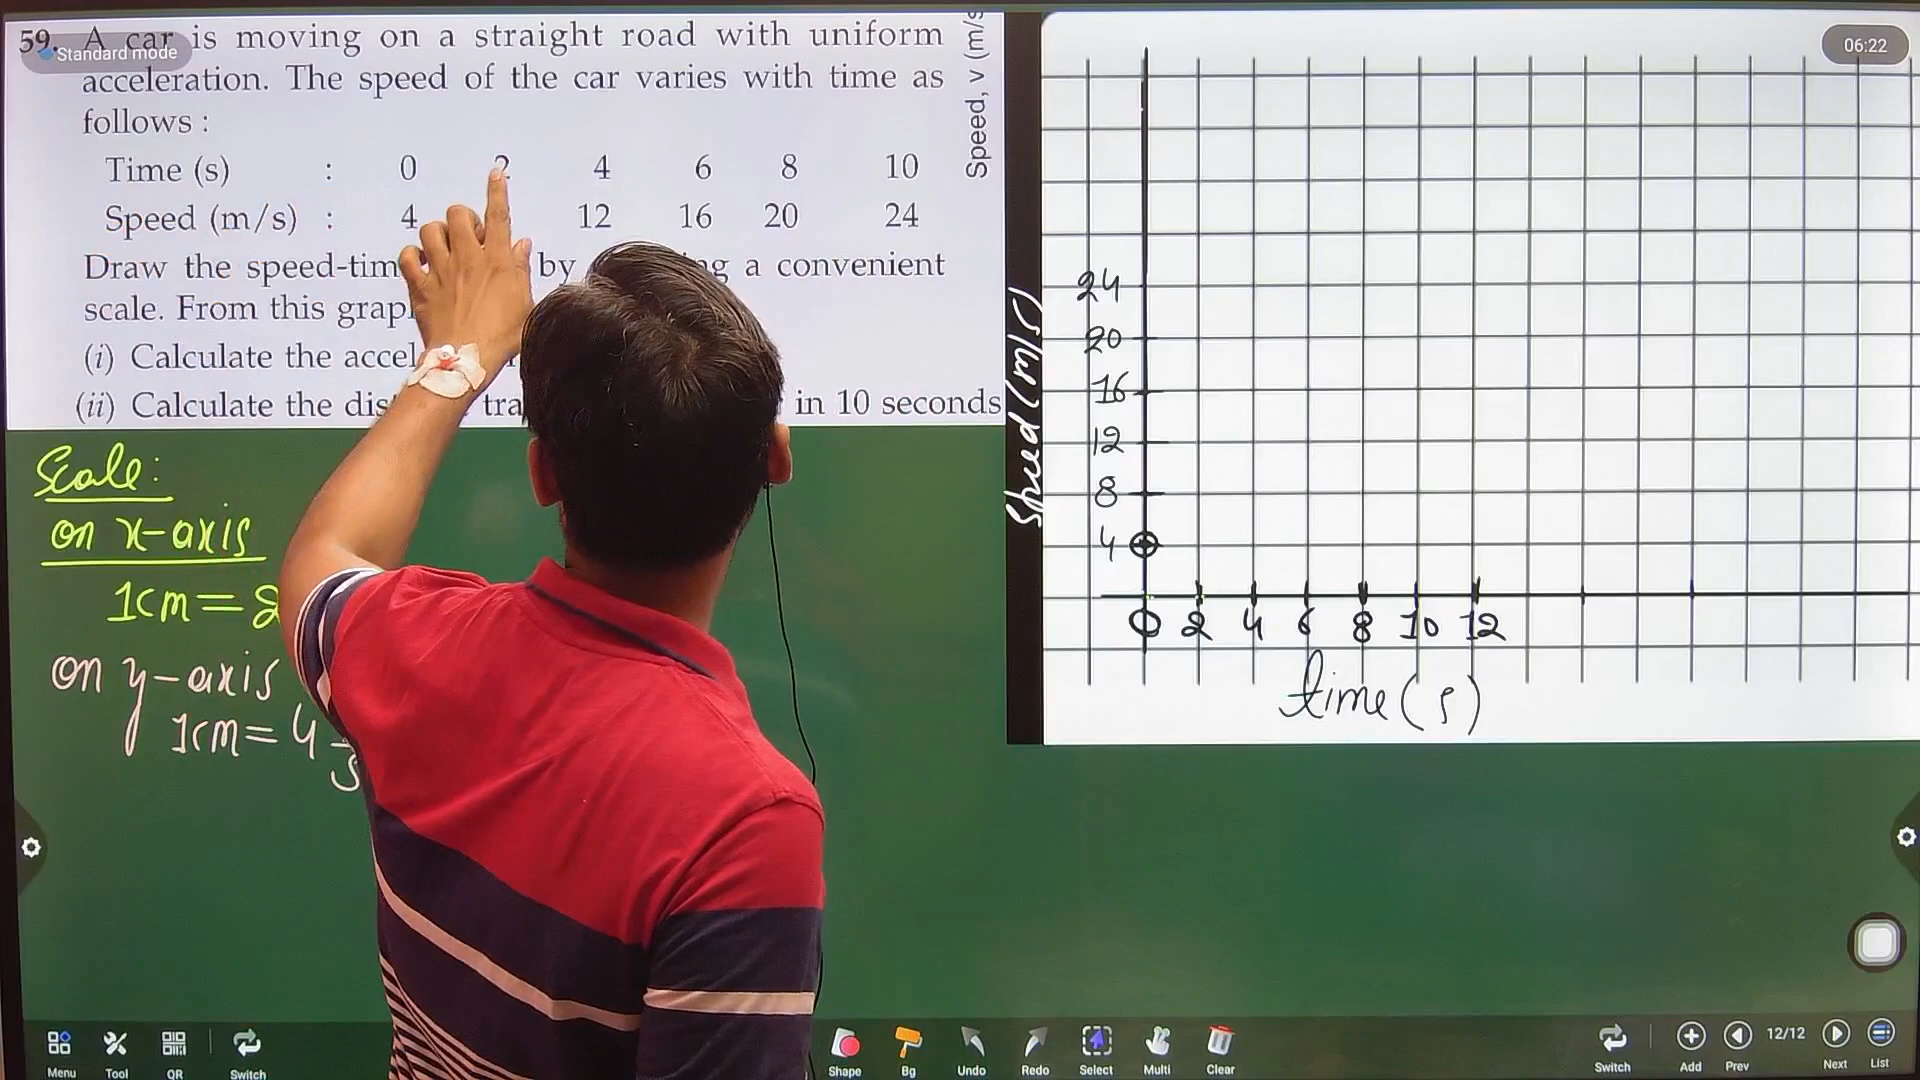 59. A car is moving on a straight road with uniform
Standard mode
acceleration. The speed of the car varies with time as
follows :
Time (s) : 0 2 4 6 8 10
Speed (m/s) : 4 12 16 20 24
Draw the speed-tim by a convenient
scale. From this grap
(i) Calculate the accel
(ii) Calculate the dis tra in 10 seconds
Speed, v (m/s
Scale:
on x-axis
1cm = 2
on y-axis
1cm = 4
s
06:22
Speed (m/s)
24
20
16
12
8
4
0 2 4 6 8 10 12
time (s)
Menu Tool QR Switch Shape Bg Undo Redo Select Multi Clear Switch Add Prev 12/12 Next List